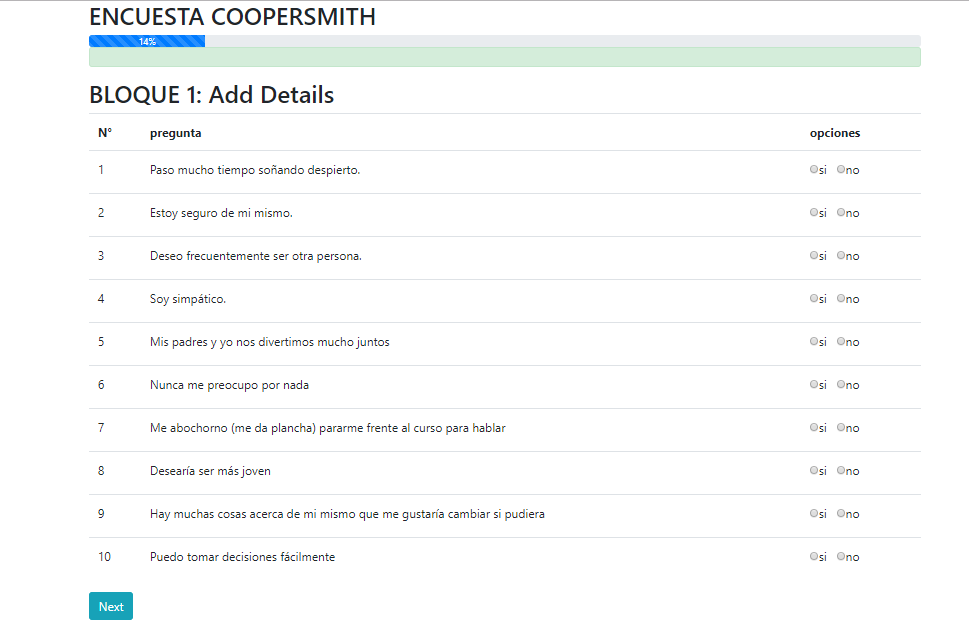 ENCUESTA COOPERSMITH
14%
BLOQUE 1: Add Details
N° pregunta opciones
1 Paso mucho tiempo soñando despierto. si no
2 Estoy seguro de mi mismo. si no
3 Deseo frecuentemente ser otra persona. si no
4 Soy simpático. si no
5 Mis padres y yo nos divertimos mucho juntos si no
6 Nunca me preocupo por nada si no
7 Me abochorno (me da plancha) pararme frente al curso para hablar si no
8 Desearía ser más joven si no
9 Hay muchas cosas acerca de mi mismo que me gustaría cambiar si pudiera si no
10 Puedo tomar decisiones fácilmente si no
Next